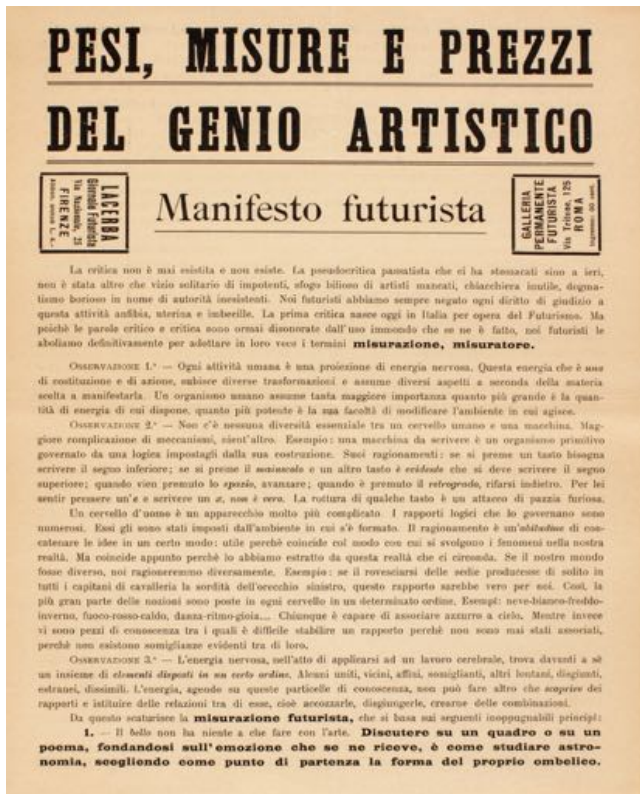 PESI, MISURE E PREZZI
DEL GENIO ARTISTICO
LACERBA
Giornale Futurista
Via Nazionale, 25
FIRENZE
Manifesto futurista
GALLERIA
PERMANENTE
FUTURISTA
Via Tritone, 125
ROMA
Ingresso: 50 cent.
La critica non è mai esistita e non esiste. La pseudocritica passatista che ci ha stomacati sino a ieri,
non è stata altro che vizio solitario di impotenti, sfogo bilioso di artisti mancati, chiacchiera inutile, dogma-
tismo borioso in nome di autorità inesistenti. Noi futuristi abbiamo sempre negato ogni diritto di giudizio a
questa attività anfibia, uterina e imbecille. La prima critica nasce oggi in Italia per opera del Futurismo. Ma
poichè le parole critico e critica sono ormai disonorate dall'uso immondo che se ne è fatto, noi futuristi le
aboliamo definitivamente per adottare in loro vece i termini misurazione, misuratore.
OSSERVAZIONE 1.ª — Ogni attività umana è una proiezione di energia nervosa. Questa energia che è una
di costituzione e di azione, subisce diverse trasformazioni e assume diversi aspetti a seconda della materia
scelta a manifestarla. Un organismo umano assume tanta maggiore importanza quanto più grande è la quan-
tità di energia di cui dispone, quanto più potente è la sua facoltà di modificare l'ambiente in cui agisce.
OSSERVAZIONE 2.ª — Non c'è nessuna diversità essenziale tra un cervello umano e una macchina. Mag-
giore complicazione di meccanismi, nient'altro. Esempio: una macchina da scrivere è un organismo primitivo
governato da una logica impostagli dalla sua costruzione. Suoi ragionamenti: se si preme un tasto bisogna
scrivere il segno inferiore; se si preme il maiuscolo e un altro tasto è evidente che si deve scrivere il segno
superiore; quando vien premuto lo spazio, avanzare; quando è premuto il retrogrado, rifarsi indietro. Per lei
sentir pressere un'e e scrivere un x, non è vero. La rottura di qualche tasto è un attacco di pazzia furiosa.
Un cervello d'uomo è un apparecchio molto più complicato. I rapporti logici che lo governano sono
numerosi. Essi gli sono stati imposti dall'ambiente in cui s'è formato. Il ragionamento è un'abitudine di con-
catenare le idee in un certo modo: utile perchè coincide col modo con cui si svolgono i fenomeni nella nostra
realtà. Ma coincide appunto perchè lo abbiamo estratto da questa realtà che ci circonda. Se il nostro mondo
fosse diverso, noi ragioneremmo diversamente. Esempio: se il rovesciarsi delle sedie producesse di solito in
tutti i capitani di cavalleria la sordità dell'orecchio sinistro, questo rapporto sarebbe vero per noi. Così, la
più gran parte delle nozioni sono poste in ogni cervello in un determinato ordine. Esempi: neve-bianco-freddo-
inverno, fuoco-rosso-caldo, danza-ritmo-gioia... Chiunque è capace di associare azzurro a cielo. Mentre invece
vi sono pezzi di conoscenza tra i quali è difficile stabilire un rapporto perchè non sono mai stati associati,
perchè non esistono somiglianze evidenti tra di loro.
OSSERVAZIONE 3.ª — L'energia nervosa, nell'atto di applicarsi ad un lavoro cerebrale, trova davanti a sè
un insieme di elementi disposti in un certo ordine. Alcuni uniti, vicini, affini, somiglianti, altri lontani, disgiunti,
estranei, dissimili. L'energia, agendo su queste particelle di conoscenza, non può fare altro che scoprire dei
rapporti e istituire delle relazioni tra di esse, cioè accozzarle, disgiungerle, crearne delle combinazioni.
Da questo scaturisce la misurazione futurista, che si basa sui seguenti inoppugnabili principî:
1. — Il bello non ha niente a che fare con l'arte. Discutere su un quadro o su un
poema, fondandosi sull'emozione che se ne riceve, è come studiare astro-
nomia, scegliendo come punto di partenza la forma del proprio ombelico.